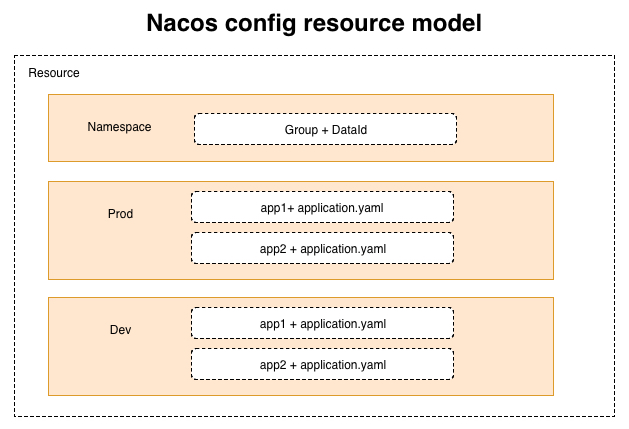 Nacos config resource model
Resource
Namespace
Group + DataId
Prod
app1+ application.yaml
app2 + application.yaml
Dev
app1 + application.yaml
app2 + application.yaml